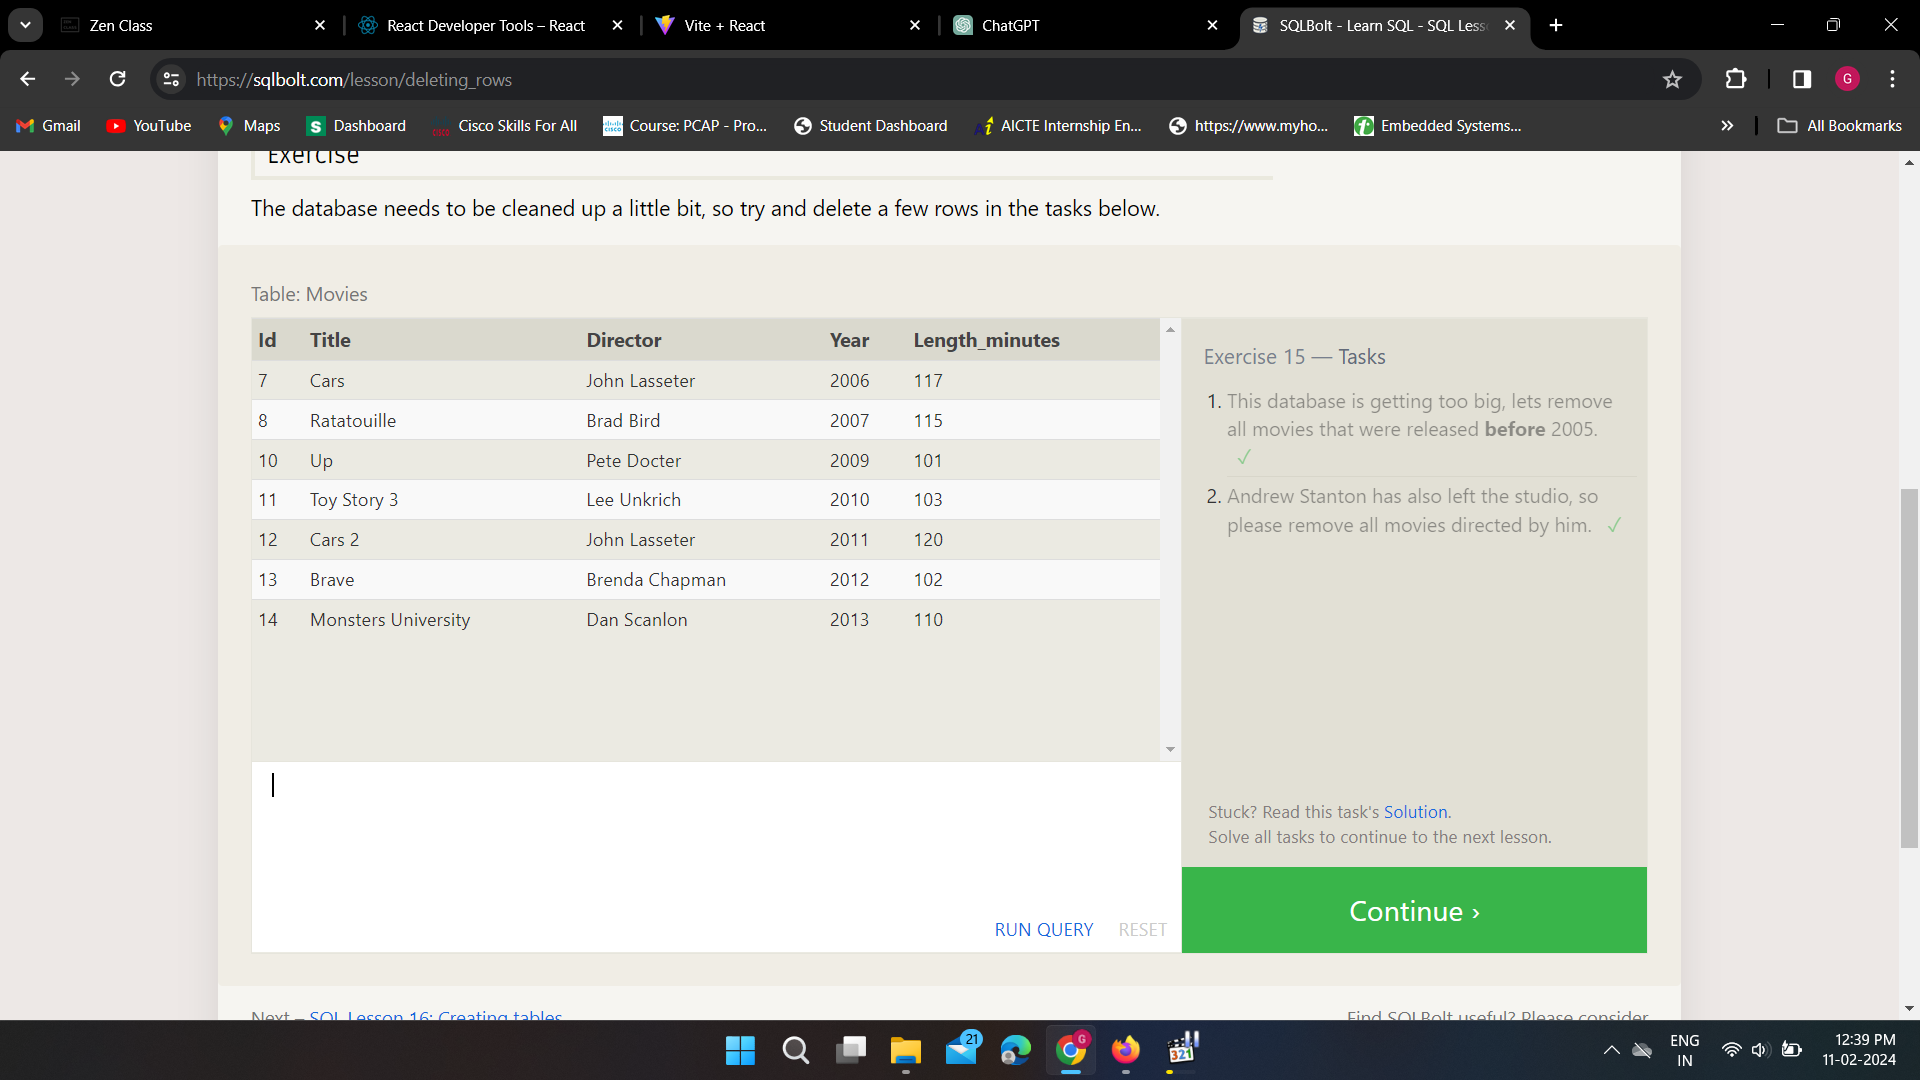 Zen Class
React Developer Tools – React
Vite + React
ChatGPT
SQLBolt - Learn SQL - SQL Less
https://sqlbolt.com/lesson/deleting_rows
G
Gmail
YouTube
Maps
S
Dashboard
Cisco Skills For All
Course: PCAP - Pro...
Student Dashboard
AICTE Internship En...
https://www.myho...
Embedded Systems...
All Bookmarks
Exercise
The database needs to be cleaned up a little bit, so try and delete a few rows in the tasks below.
Table: Movies
Id Title Director Year Length_minutes
7 Cars John Lasseter 2006 117
8 Ratatouille Brad Bird 2007 115
10 Up Pete Docter 2009 101
11 Toy Story 3 Lee Unkrich 2010 103
12 Cars 2 John Lasseter 2011 120
13 Brave Brenda Chapman 2012 102
14 Monsters University Dan Scanlon 2013 110
RUN QUERY RESET
Exercise 15 — Tasks
1. This database is getting too big, lets remove
all movies that were released before 2005.
✓
2. Andrew Stanton has also left the studio, so
please remove all movies directed by him. ✓
Stuck? Read this task's Solution.
Solve all tasks to continue to the next lesson.
Continue ›
Next – SQL Lesson 16: Creating tables
Find SQLBolt useful? Please consider
21
G
321
ENG
IN
12:39 PM
11-02-2024